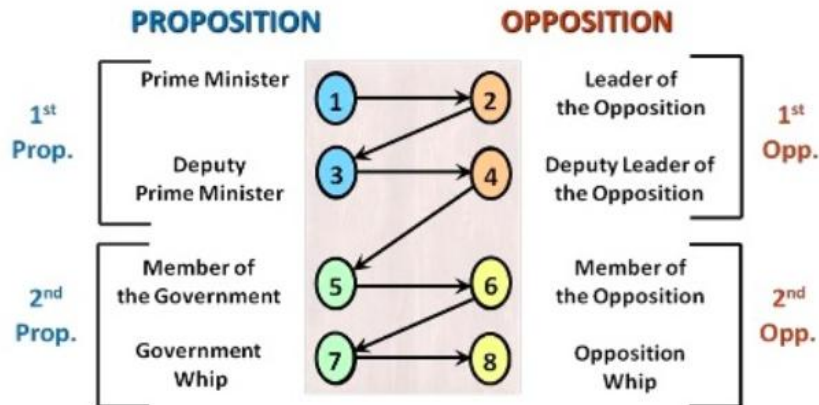 PROPOSITION
OPPOSITION
1st
Prop.
Prime Minister
1
2
Leader of
the Opposition
1st
Opp.
Deputy
Prime Minister
3
4
Deputy Leader of
the Opposition
2nd
Prop.
Member of
the Government
5
6
Member of
the Opposition
2nd
Opp.
Government
Whip
7
8
Opposition
Whip